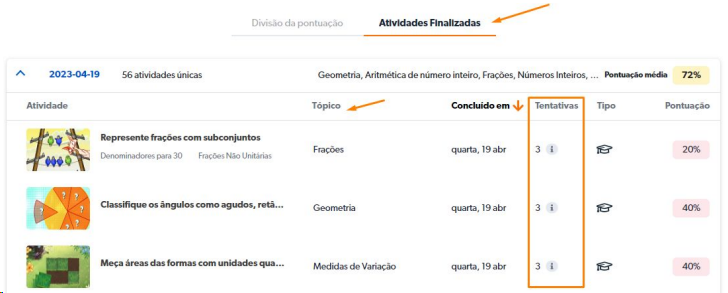 Divisão da pontuação
Atividades Finalizadas
2023-04-19 56 atividades únicas Geometria, Aritmética de número inteiro, Frações, Números Inteiros, ... Pontuação média 72%
Atividade Tópico Concluído em Tentativas Tipo Pontuação
Represente frações com subconjuntos
Denominadores para 30 Frações Não Unitárias
Frações quarta, 19 abr 3 20%
Classifique os ângulos como agudos, retâ... Geometria quarta, 19 abr 3 40%
Meça áreas das formas com unidades qua... Medidas de Variação quarta, 19 abr 3 40%